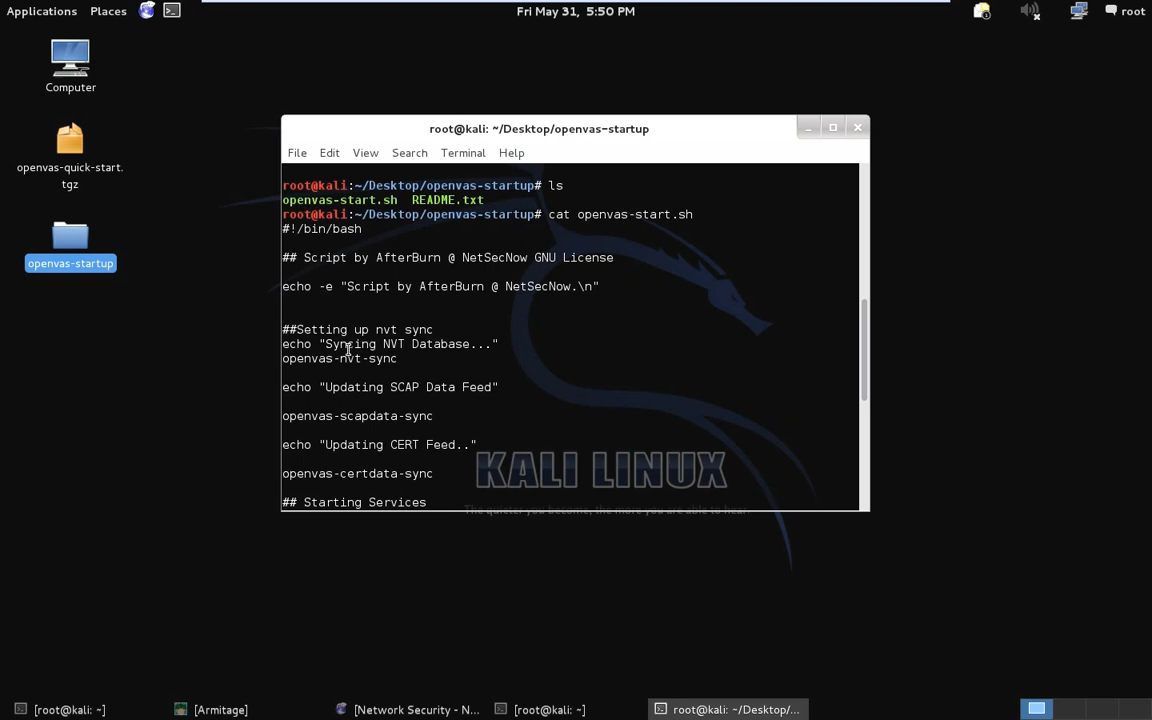 Applications Places Fri May 31, 5:50 PM root
Computer
openvas-quick-start.
tgz
openvas-startup
root@kali: ~/Desktop/openvas-startup
File Edit View Search Terminal Help
root@kali:~/Desktop/openvas-startup# ls
openvas-start.sh README.txt
root@kali:~/Desktop/openvas-startup# cat openvas-start.sh
#!/bin/bash
## Script by AfterBurn @ NetSecNow GNU License
echo -e "Script by AfterBurn @ NetSecNow.\n"
##Setting up nvt sync
echo "Syncing NVT Database..."
openvas-nvt-sync
echo "Updating SCAP Data Feed"
openvas-scapdata-sync
echo "Updating CERT Feed.."
openvas-certdata-sync
## Starting Services
KALI LINUX
The quieter you become, the more you are able to hear.
[root@kali: ~] [Armitage] [Network Security - N... [root@kali: ~] root@kali: ~/Desktop/...